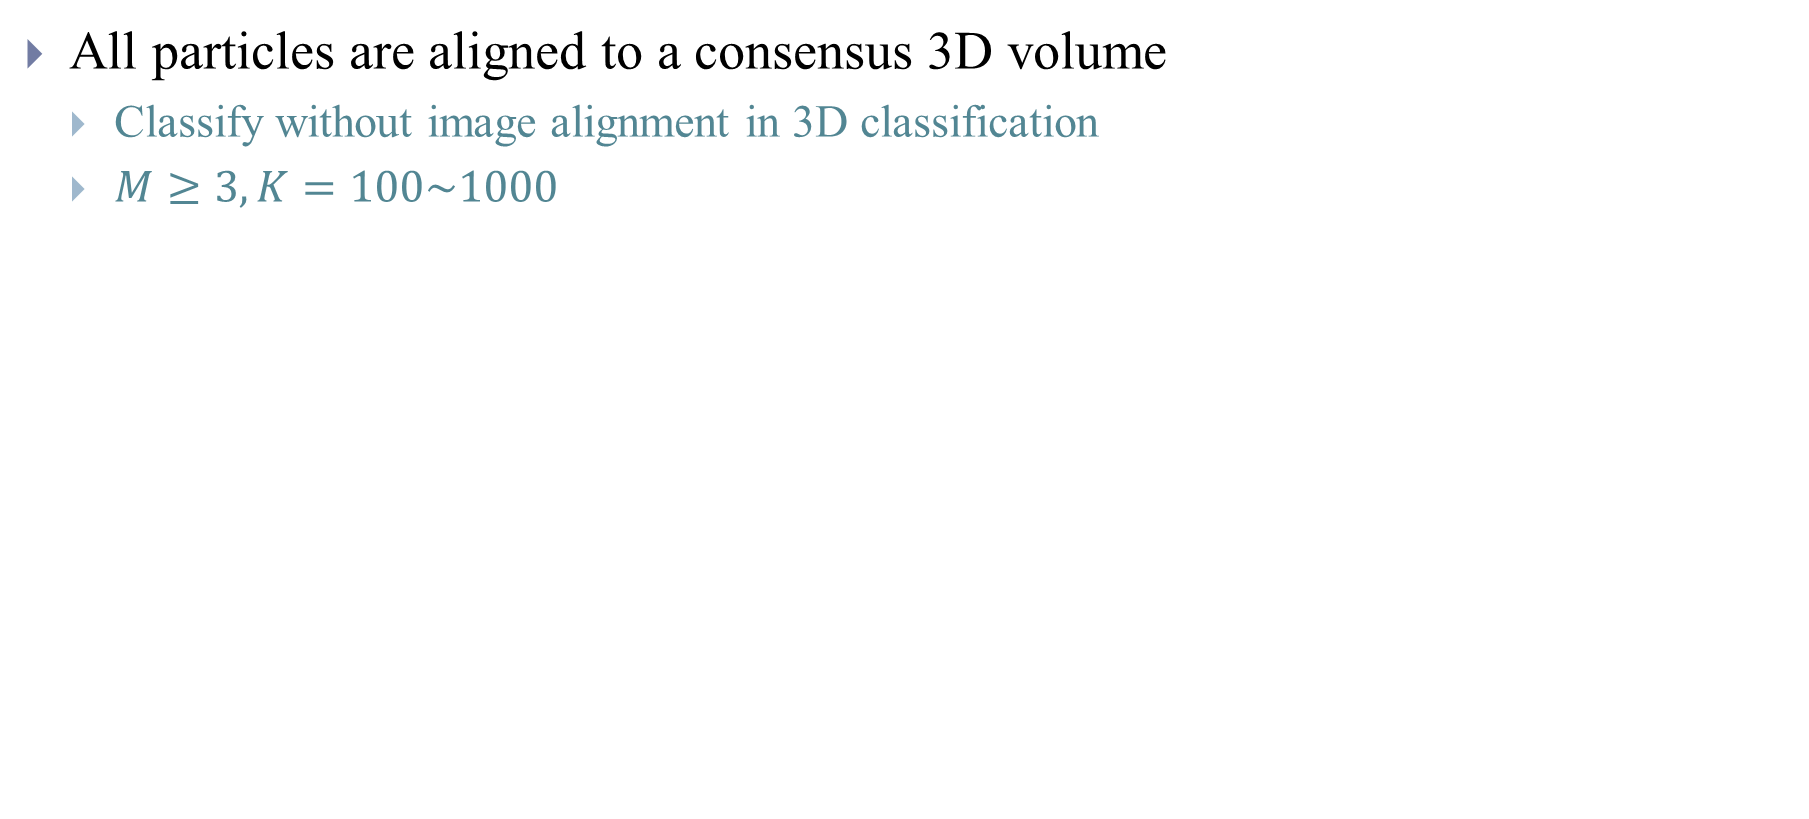 All particles are aligned to a consensus 3D volume
Classify without image alignment in 3D classification
M ≥ 3, K = 100~1000